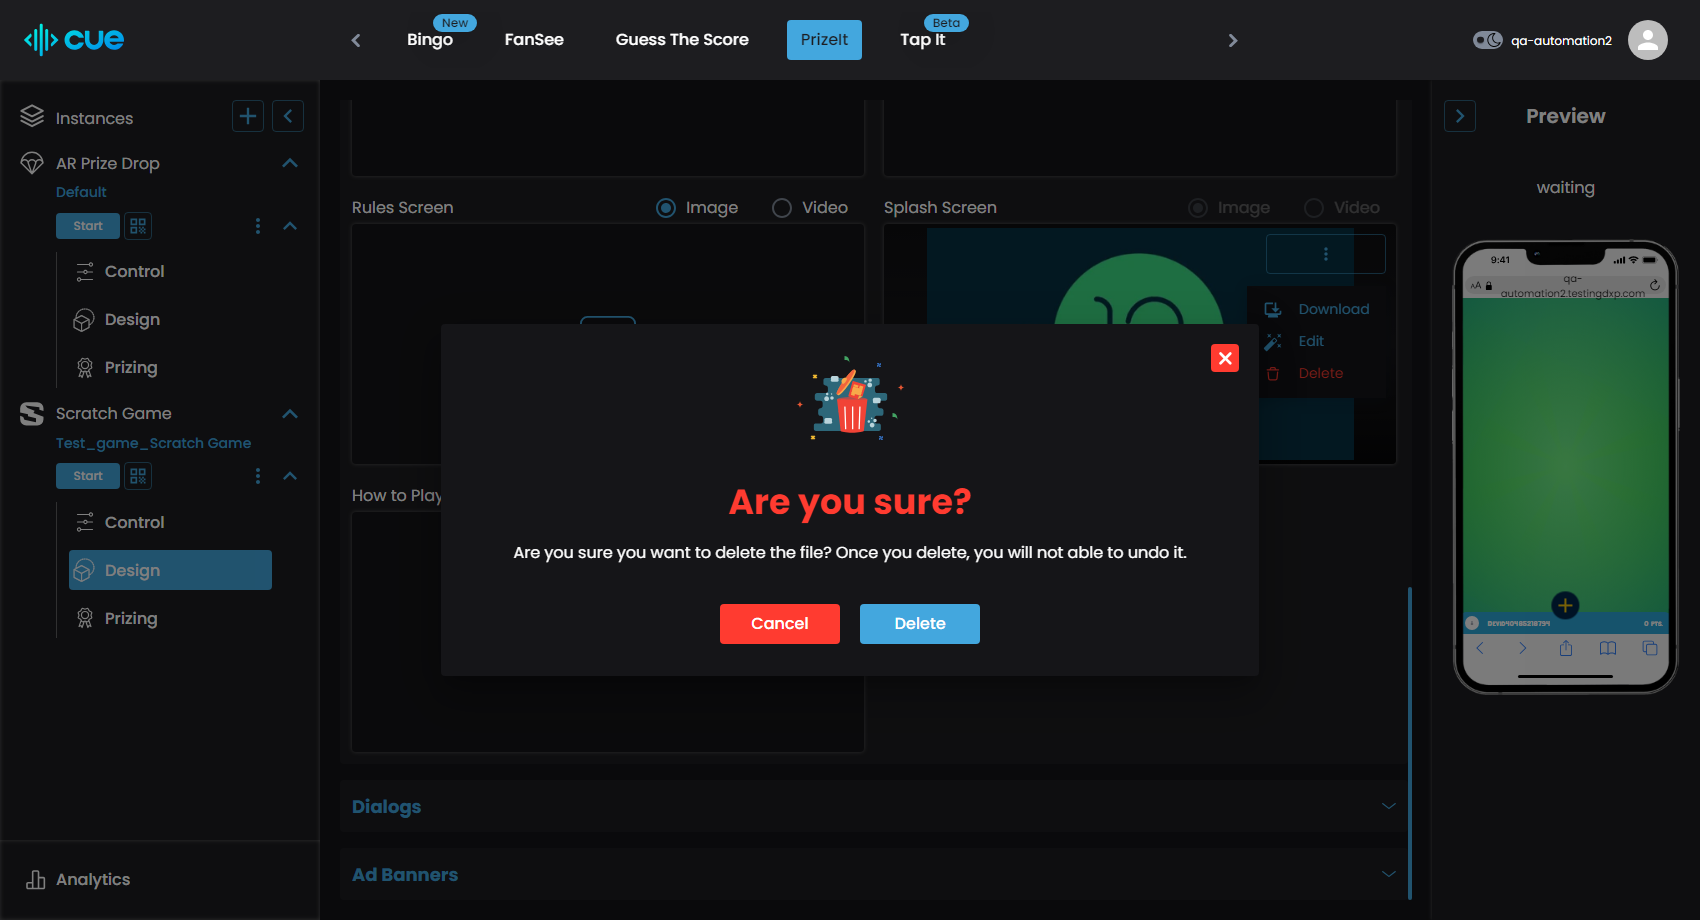 cue
New
Bingo
FanSee
Guess The Score
PrizeIt
Beta
Tap It
qa-automation2
Instances
AR Prize Drop
Default
Start
Control
Design
Prizing
Scratch Game
Test_game_Scratch Game
Start
Control
Design
Prizing
Analytics
Rules Screen
Image
Video
Splash Screen
Image
Video
Download
Edit
Delete
How to Play
Are you sure?
Are you sure you want to delete the file? Once you delete, you will not able to undo it.
Cancel
Delete
Dialogs
Ad Banners
Preview
waiting
9:41
AA
qa-
automation2.testingdxp.com
0 PTS.